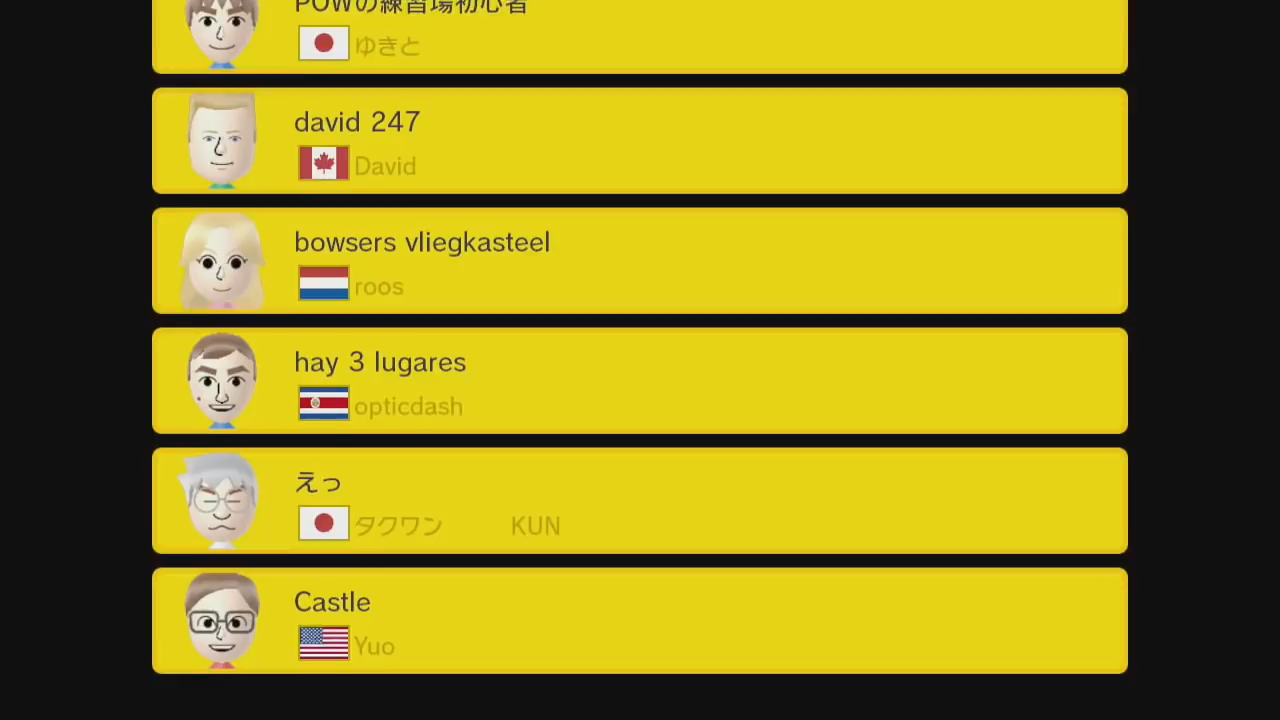 POWの練習場初心者
ゆきと
david 247
David
bowsers vliegkasteel
roos
hay 3 lugares
opticdash
えっ
タクワン KUN
Castle
Yuo